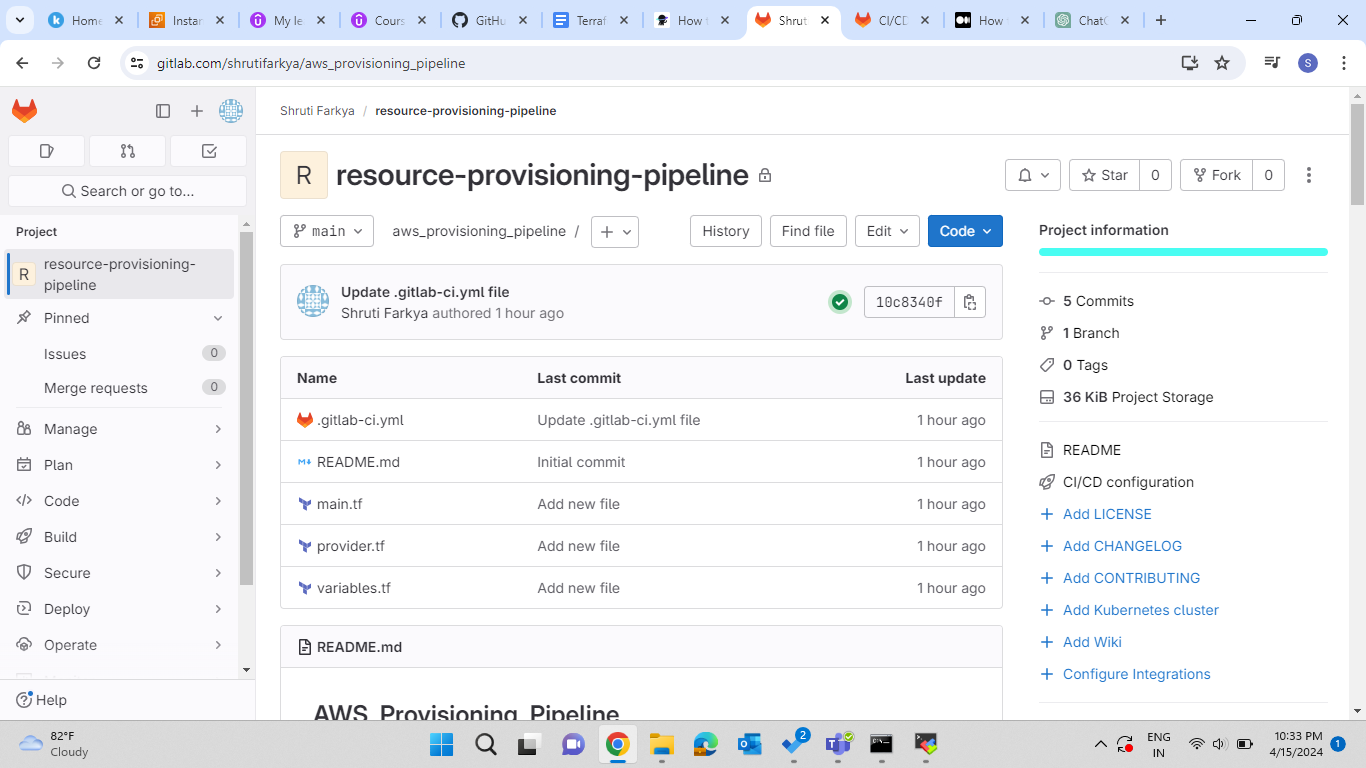 Home
Instan
My le
Cours
GitHu
Terraf
How t
Shrut
CI/CD
How t
ChatG
gitlab.com/shrutifarkya/aws_provisioning_pipeline
S
Shruti Farkya / resource-provisioning-pipeline
Search or go to...
Project
R resource-provisioning-pipeline
Pinned
Issues 0
Merge requests 0
Manage
Plan
Code
Build
Secure
Deploy
Operate
Help
R resource-provisioning-pipeline
Star 0
Fork 0
main
aws_provisioning_pipeline /
History
Find file
Edit
Code
Update .gitlab-ci.yml file
Shruti Farkya authored 1 hour ago
10c8340f
Name Last commit Last update
.gitlab-ci.yml Update .gitlab-ci.yml file 1 hour ago
README.md Initial commit 1 hour ago
main.tf Add new file 1 hour ago
provider.tf Add new file 1 hour ago
variables.tf Add new file 1 hour ago
README.md
AWS_Provisioning_Pipeline
Project information
5 Commits
1 Branch
0 Tags
36 KiB Project Storage
README
CI/CD configuration
Add LICENSE
Add CHANGELOG
Add CONTRIBUTING
Add Kubernetes cluster
Add Wiki
Configure Integrations
82°F
Cloudy
2
ENG
IN
10:33 PM
4/15/2024
1